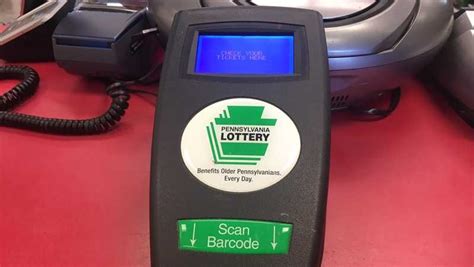 CHECK YOUR
TICKETS HERE
PENNSYLVANIA
LOTTERY
Benefits Older Pennsylvanians.
Every Day.
Scan
Barcode